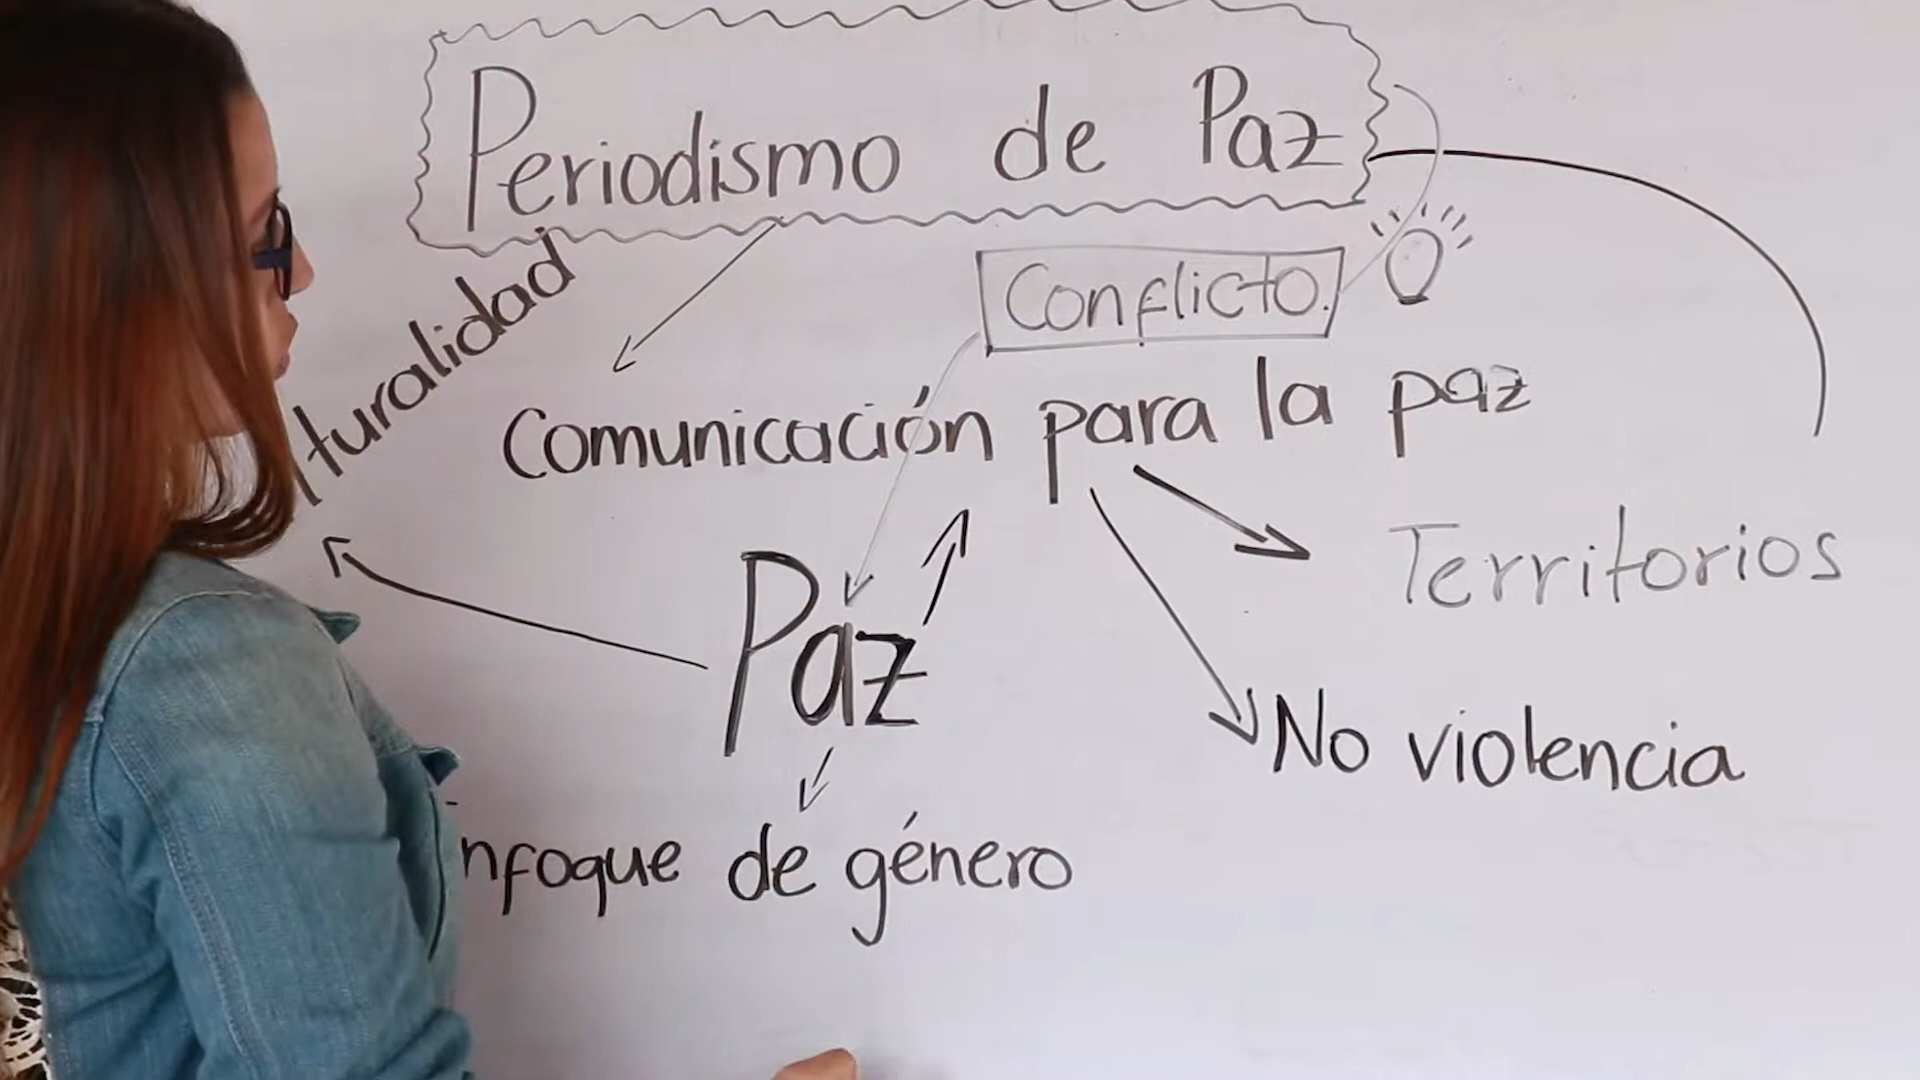 Periodismo de Paz
Conflicto.
turalidad
Comunicación para la paz
Territorios
Paz
No violencia
nfoque de género